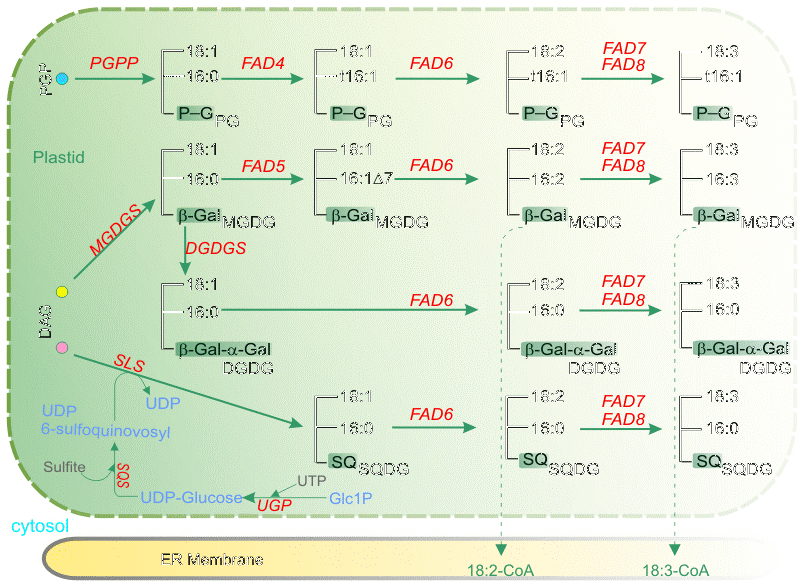 PGP
PGPP
18:1
16:0
P–G
PG
FAD4
18:1
t16:1
P–G
PG
FAD6
18:2
t16:1
P–G
PG
FAD7
FAD8
18:3
t16:1
P–G
PG
Plastid
MGDGS
18:1
16:0
β-Gal
MGDG
FAD5
18:1
16:1Δ7
β-Gal
MGDG
FAD6
18:2
16:2
β-Gal
MGDG
FAD7
FAD8
18:3
16:3
β-Gal
MGDG
DGDGS
DAG
18:1
16:0
β-Gal-α-Gal
DGDG
FAD6
18:2
16:0
β-Gal-α-Gal
DGDG
FAD7
FAD8
18:3
16:0
β-Gal-α-Gal
DGDG
SLS
UDP
UDP
6-sulfoquinovosyl
18:1
16:0
SQ
SQDG
FAD6
18:2
16:0
SQ
SQDG
FAD7
FAD8
18:3
16:0
SQ
SQDG
Sulfite
SQS
UDP-Glucose
UTP
UGP
Glc1P
cytosol
ER Membrane
18:2-CoA
18:3-CoA